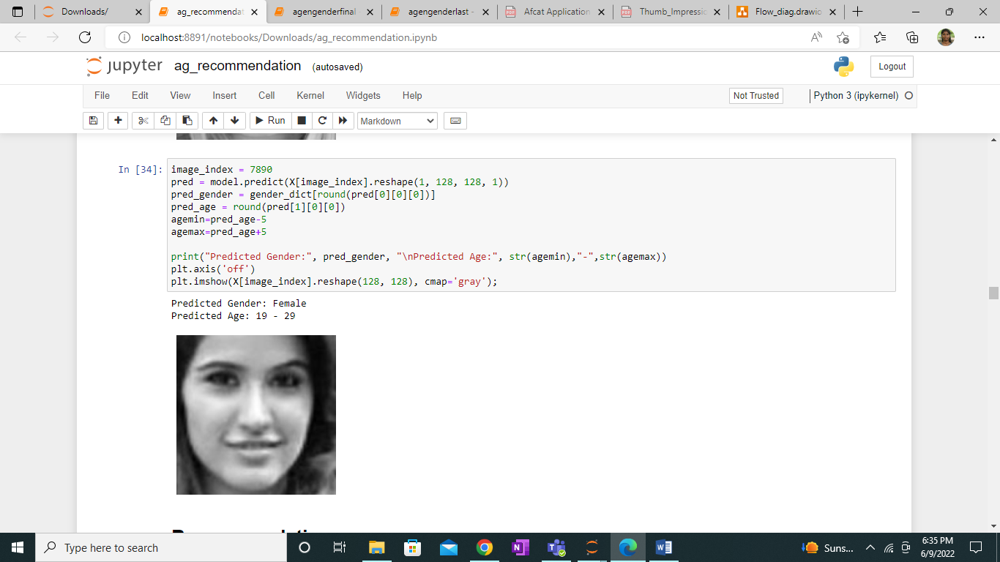 Downloads/
ag_recommendat
agengenderfinal -
agengenderlast -
Afcat Application
Thumb_Impressic
Flow_diag.drawio
localhost:8891/notebooks/Downloads/ag_recommendation.ipynb
jupyter ag_recommendation (autosaved)
Logout
File Edit View Insert Cell Kernel Widgets Help
Not Trusted
Python 3 (ipykernel)
Run
Markdown
In [34]:
image_index = 7890
pred = model.predict(X[image_index].reshape(1, 128, 128, 1))
pred_gender = gender_dict[round(pred[0][0][0])]
pred_age = round(pred[1][0][0])
agemin=pred_age-5
agemax=pred_age+5
print("Predicted Gender:", pred_gender, "\nPredicted Age:", str(agemin),"-",str(agemax))
plt.axis('off')
plt.imshow(X[image_index].reshape(128, 128), cmap='gray');
Predicted Gender: Female
Predicted Age: 19 - 29
Type here to search
Suns...
6:35 PM
6/9/2022